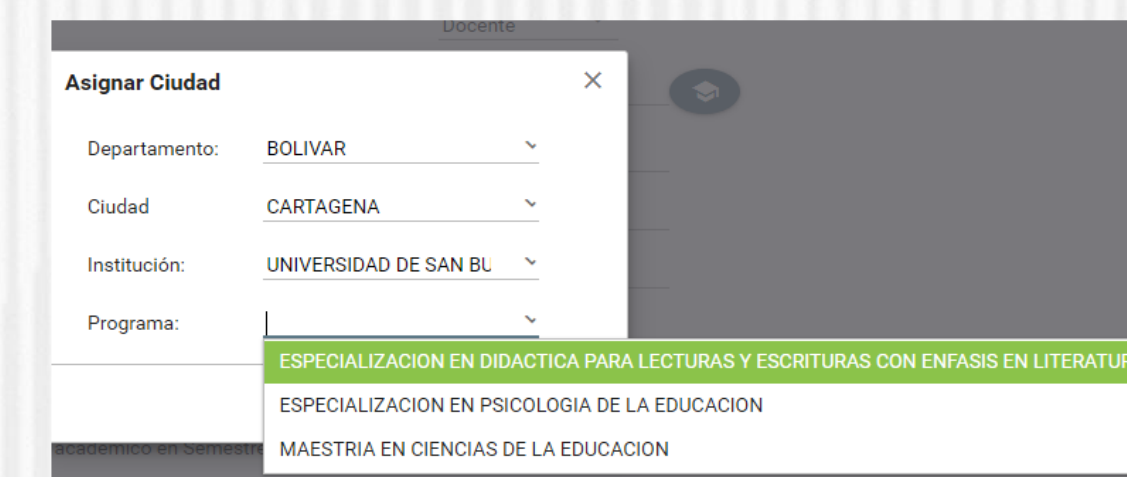 Docente
Asignar Ciudad
Departamento: BOLIVAR
Ciudad CARTAGENA
Institución: UNIVERSIDAD DE SAN BU
Programa:
ESPECIALIZACION EN DIDACTICA PARA LECTURAS Y ESCRITURAS CON ENFASIS EN LITERATUR
ESPECIALIZACION EN PSICOLOGIA DE LA EDUCACION
academico en Semestre MAESTRIA EN CIENCIAS DE LA EDUCACION